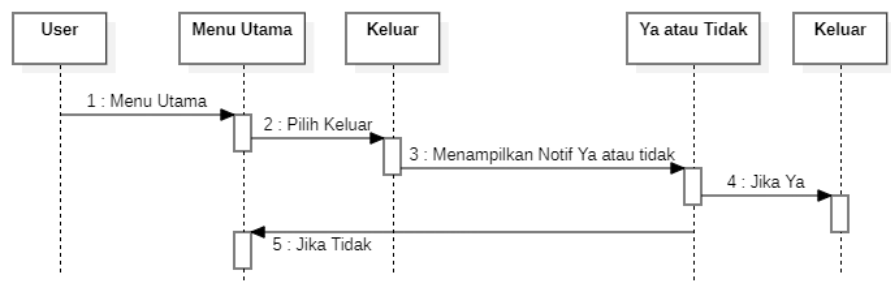 User
Menu Utama
Keluar
Ya atau Tidak
Keluar
1 : Menu Utama
2 : Pilih Keluar
3 : Menampilkan Notif Ya atau tidak
4 : Jika Ya
5 : Jika Tidak